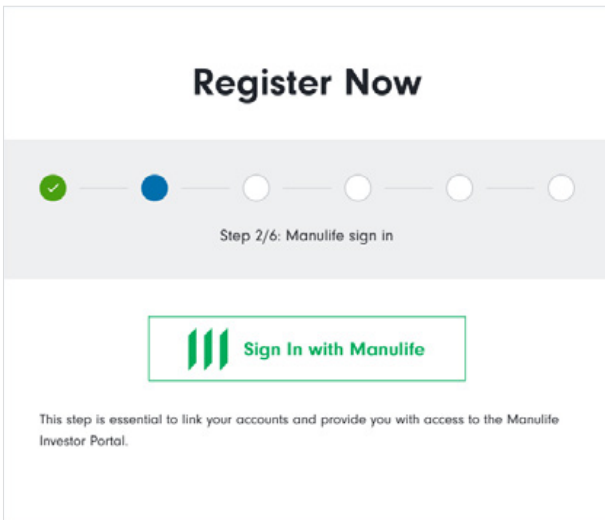 Register Now
Step 2/6: Manulife sign in
Sign In with Manulife
This step is essential to link your accounts and provide you with access to the Manulife
Investor Portal.